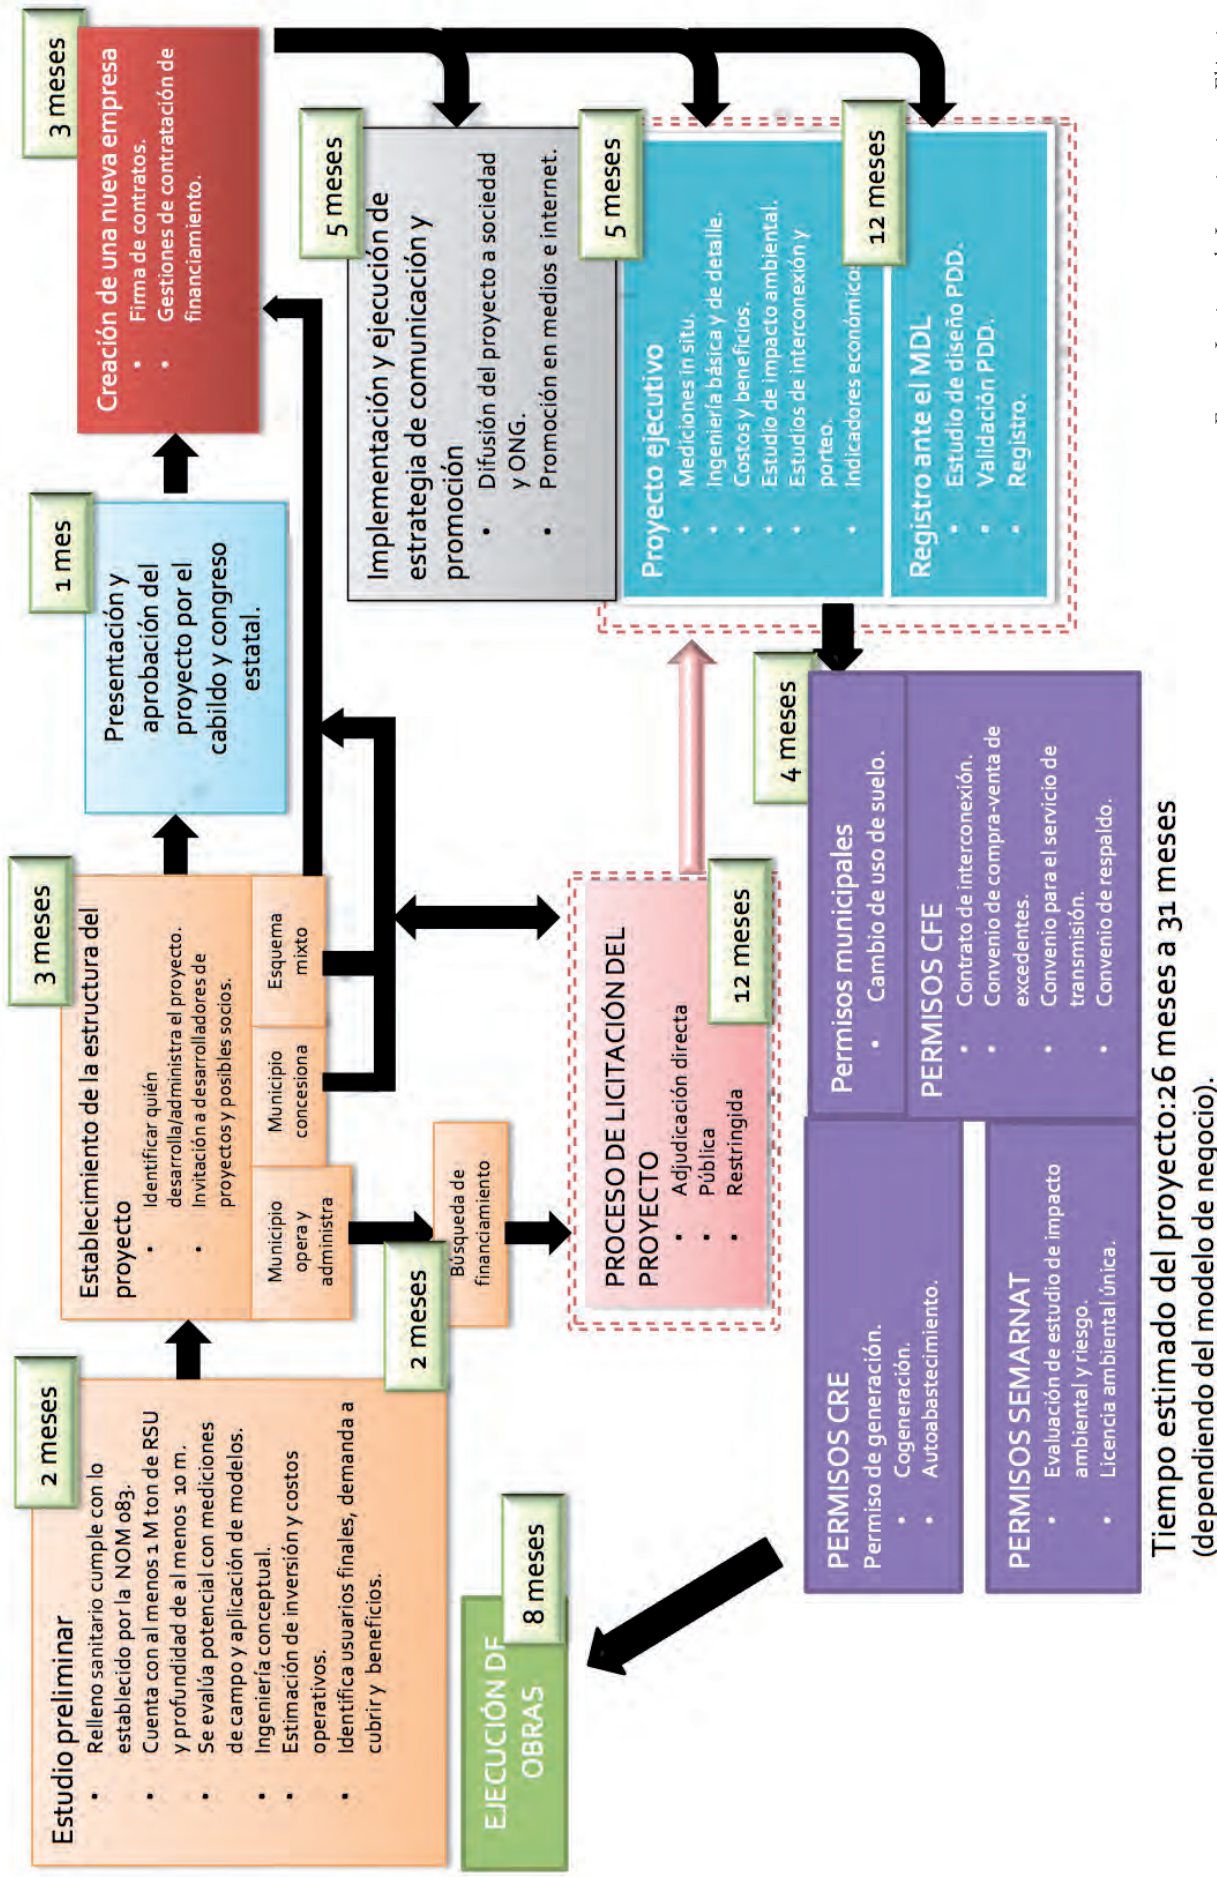 Estudio preliminar
• Relleno sanitario cumple con lo
establecido por la NOM 083.
• Cuenta con al menos 1 M ton de RSU
y profundidad de al menos 10 m.
• Se evalúa potencial con mediciones
de campo y aplicación de modelos.
• Ingeniería conceptual.
• Estimación de inversión y costos
operativos.
• Identifica usuarios finales, demanda a
cubrir y beneficios.
2 meses
Establecimiento de la estructura del
proyecto
• Identificar quién
desarrolla/administra el proyecto.
• Invitación a desarrolladores de
proyectos y posibles socios.
3 meses
Municipio
opera y
administra
Municipio
concesiona
Esquema
mixto
Presentación y
aprobación del
proyecto por el
cabildo y congreso
estatal.
1 mes
Creación de una nueva empresa
• Firma de contratos.
• Gestiones de contratación de
financiamiento.
3 meses
2 meses
Búsqueda de
financiamiento
PROCESO DE LICITACIÓN DEL
PROYECTO
• Adjudicación directa
• Pública
• Restringida
12 meses
Implementación y ejecución de
estrategia de comunicación y
promoción
• Difusión del proyecto a sociedad
y ONG.
• Promoción en medios e internet.
5 meses
Proyecto ejecutivo
• Mediciones in situ.
• Ingeniería básica y de detalle.
• Costos y beneficios.
• Estudio de impacto ambiental.
• Estudios de interconexión y
porteo.
• Indicadores económicos
5 meses
Registro ante el MDL
• Estudio de diseño PDD.
• Validación PDD.
• Registro.
12 meses
4 meses
Permisos municipales
• Cambio de uso de suelo.
PERMISOS CFE
• Contrato de interconexión.
• Convenio de compra-venta de
excedentes.
• Convenio para el servicio de
transmisión.
• Convenio de respaldo.
PERMISOS CRE
Permiso de generación.
• Cogeneración.
• Autoabastecimiento.
PERMISOS SEMARNAT
• Evaluación de estudio de impacto
ambiental y riesgo.
• Licencia ambiental única.
EJECUCIÓN DE
OBRAS
8 meses
Tiempo estimado del proyecto:26 meses a 31 meses
(dependiendo del modelo de negocio).